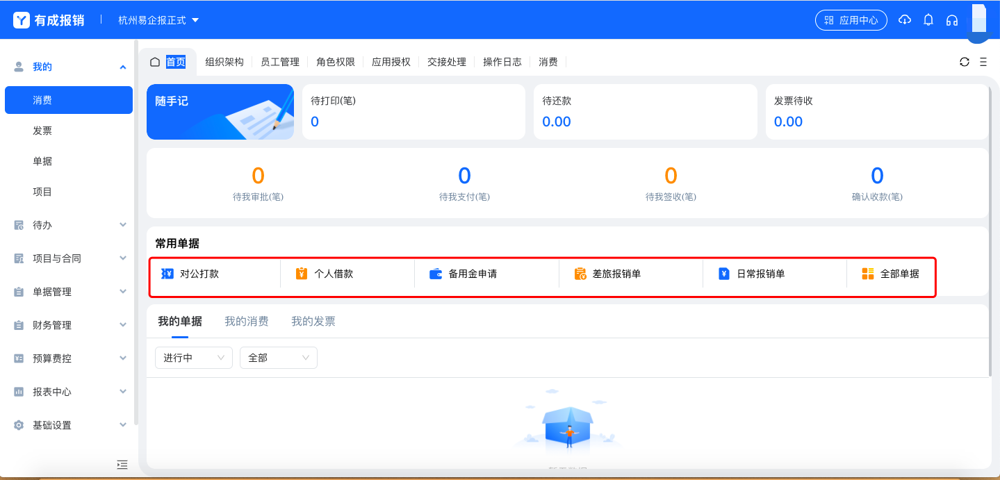 有成报销
杭州易企报正式
应用中心
我的
消费
发票
单据
项目
待办
项目与合同
单据管理
财务管理
预算费控
报表中心
基础设置
首页
组织架构
员工管理
角色权限
应用授权
交接处理
操作日志
消费
随手记
待打印(笔)
0
待还款
0.00
发票待收
0.00
0
待我审批(笔)
0
待我支付(笔)
0
待我签收(笔)
0
确认收款(笔)
常用单据
对公打款
个人借款
备用金申请
差旅报销单
日常报销单
全部单据
我的单据
我的消费
我的发票
进行中
全部